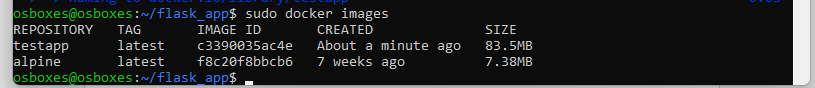 osboxes@osboxes:~/flask_app$ sudo docker images
REPOSITORY TAG IMAGE ID CREATED SIZE
testapp latest c3390035ac4e About a minute ago 83.5MB
alpine latest f8c20f8bbcb6 7 weeks ago 7.38MB
osboxes@osboxes:~/flask_app$